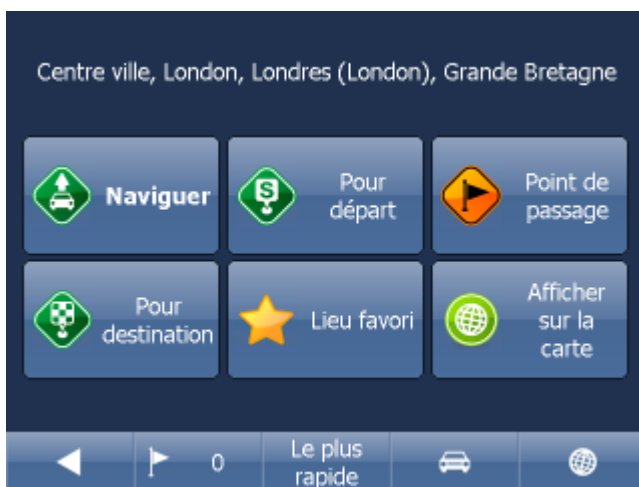 Centre ville, London, Londres (London), Grande Bretagne
Naviguer
Pour
départ
Point de
passage
Pour
destination
Lieu favori
Afficher
sur la
carte
0
Le plus
rapide